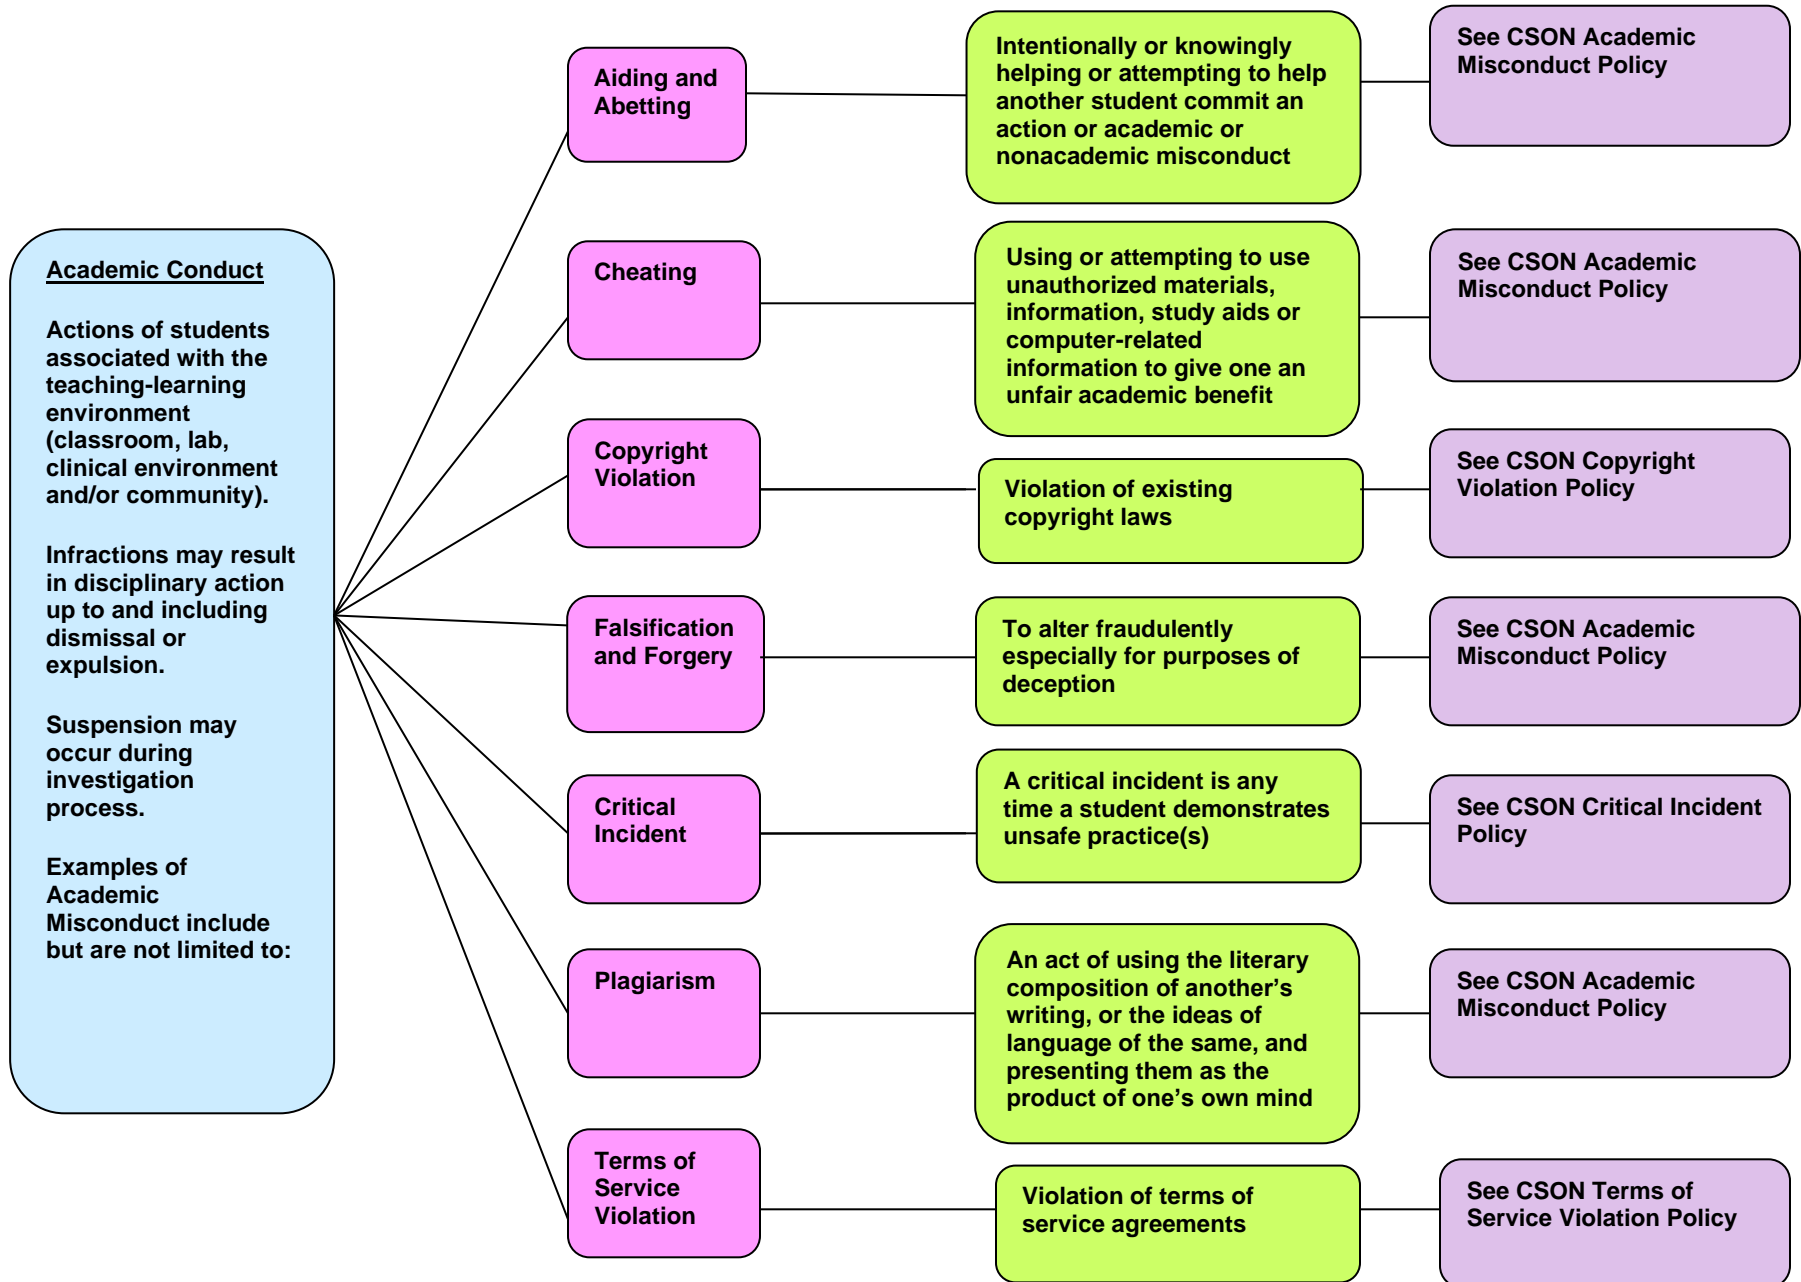 Academic Conduct
Actions of students
associated with the
teaching-learning
environment
(classroom, lab,
clinical environment
and/or community).
Infractions may result
in disciplinary action
up to and including
dismissal or
expulsion.
Suspension may
occur during
investigation
process.
Examples of
Academic
Misconduct include
but are not limited to:
Aiding and
Abetting
Intentionally or knowingly
helping or attempting to help
another student commit an
action or academic or
nonacademic misconduct
See CSON Academic
Misconduct Policy
Cheating
Using or attempting to use
unauthorized materials,
information, study aids or
computer-related
information to give one an
unfair academic benefit
See CSON Academic
Misconduct Policy
Copyright
Violation
Violation of existing
copyright laws
See CSON Copyright
Violation Policy
Falsification
and Forgery
To alter fraudulently
especially for purposes of
deception
See CSON Academic
Misconduct Policy
Critical
Incident
A critical incident is any
time a student demonstrates
unsafe practice(s)
See CSON Critical Incident
Policy
Plagiarism
An act of using the literary
composition of another’s
writing, or the ideas of
language of the same, and
presenting them as the
product of one’s own mind
See CSON Academic
Misconduct Policy
Terms of
Service
Violation
Violation of terms of
service agreements
See CSON Terms of
Service Violation Policy